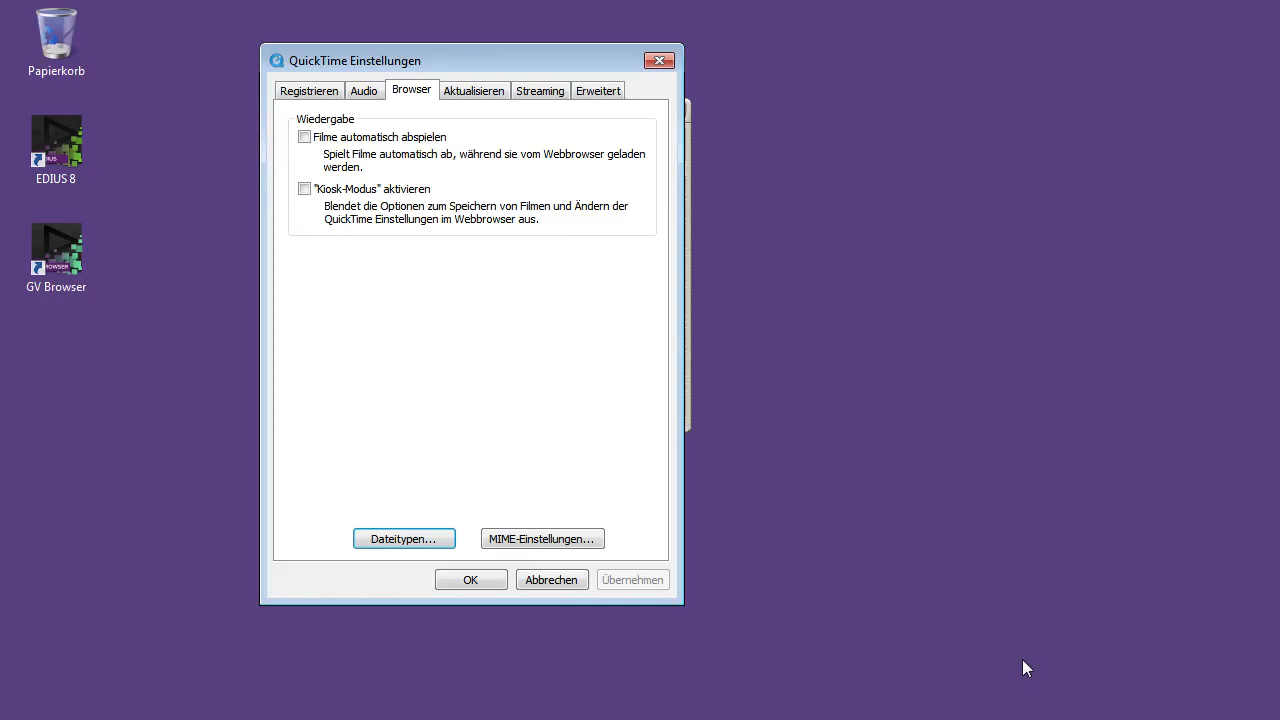 Papierkorb
EDIUS 8
BROWSER
GV Browser
QuickTime Einstellungen
Registrieren
Audio
Browser
Aktualisieren
Streaming
Erweitert
Wiedergabe
Filme automatisch abspielen
Spielt Filme automatisch ab, während sie vom Webbrowser geladen
werden.
"Kiosk-Modus" aktivieren
Blendet die Optionen zum Speichern von Filmen und Ändern der
QuickTime Einstellungen im Webbrowser aus.
Dateitypen...
MIME-Einstellungen...
OK
Abbrechen
Übernehmen